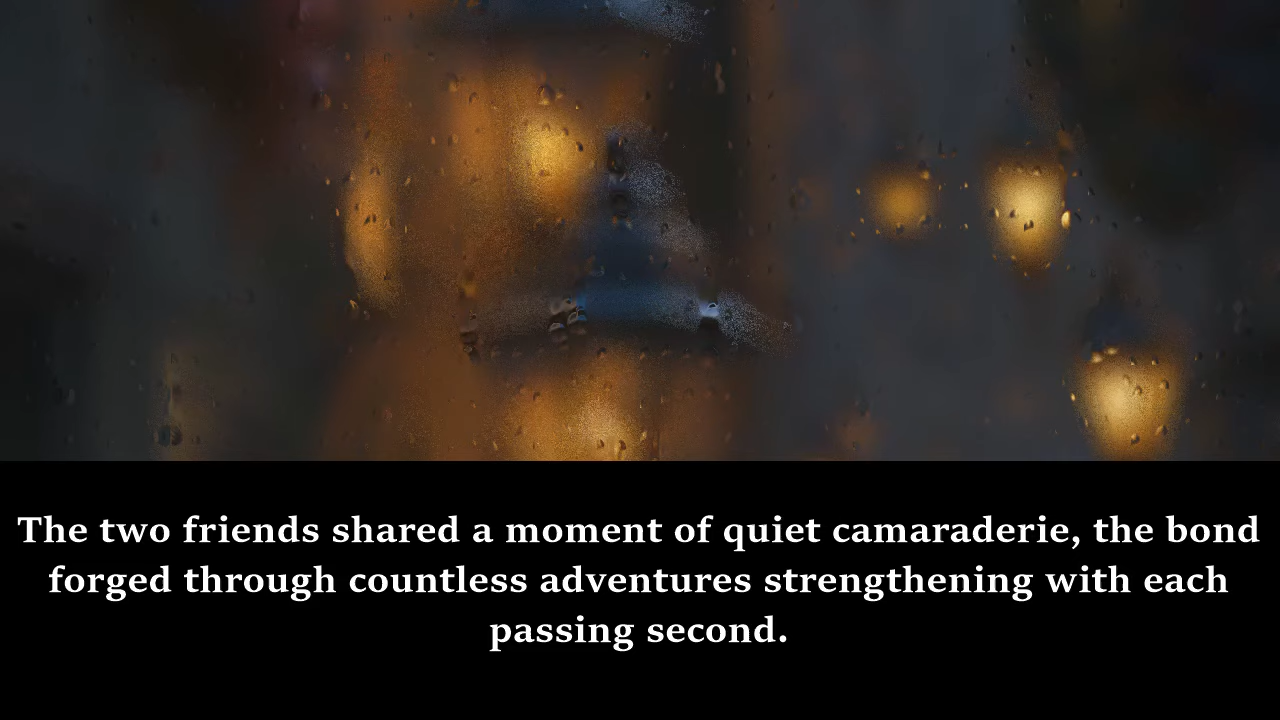 The two friends shared a moment of quiet camaraderie, the bond
forged through countless adventures strengthening with each
passing second.